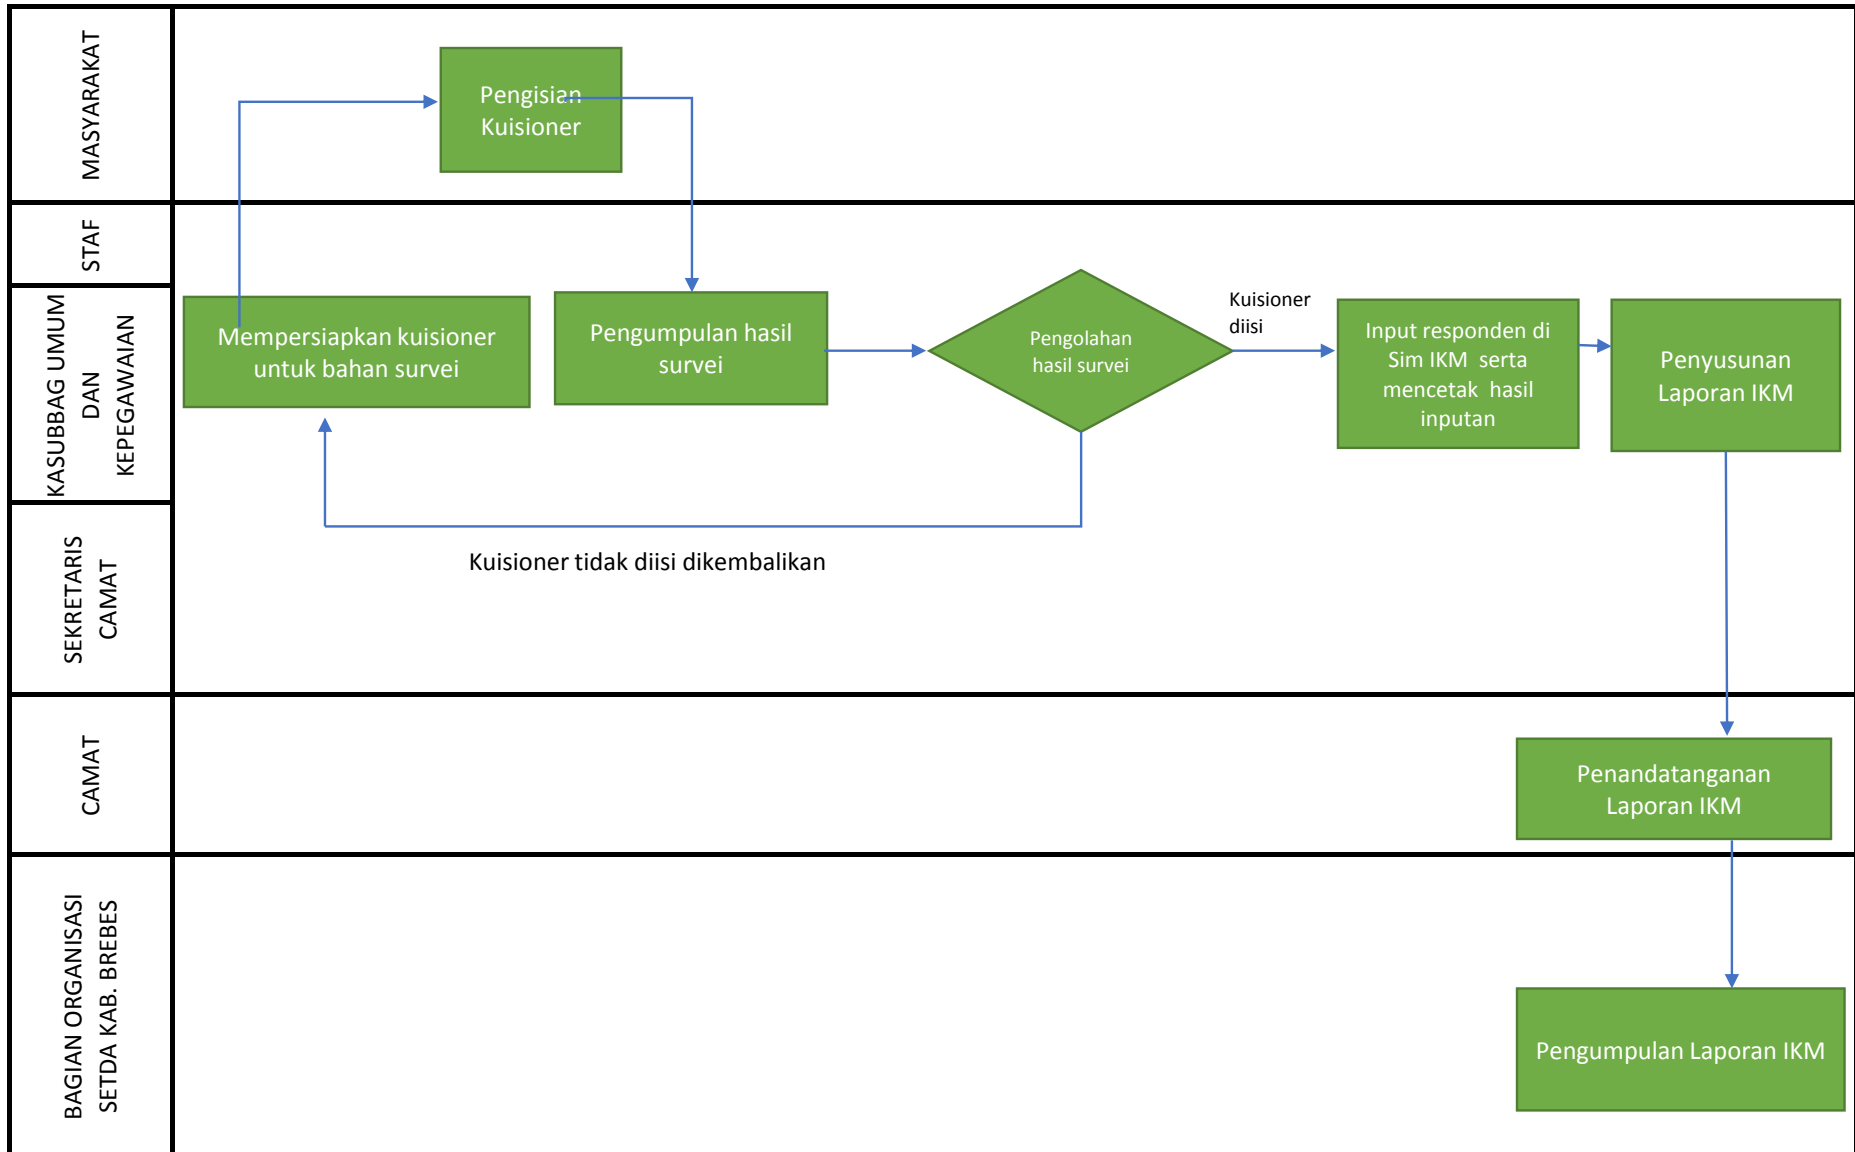 MASYARAKAT
Pengisian
Kuisioner
STAF
KASUBBAG UMUM
DAN
KEPEGAWAIAN
Mempersiapkan kuisioner
untuk bahan survei
Pengumpulan hasil
survei
Pengolahan
hasil survei
Kuisioner
diisi
Input responden di
Sim IKM serta
mencetak hasil
inputan
Penyusunan
Laporan IKM
Kuisioner tidak diisi dikembalikan
SEKRETARIS
CAMAT
CAMAT
Penandatanganan
Laporan IKM
BAGIAN ORGANISASI
SETDA KAB. BREBES
Pengumpulan Laporan IKM